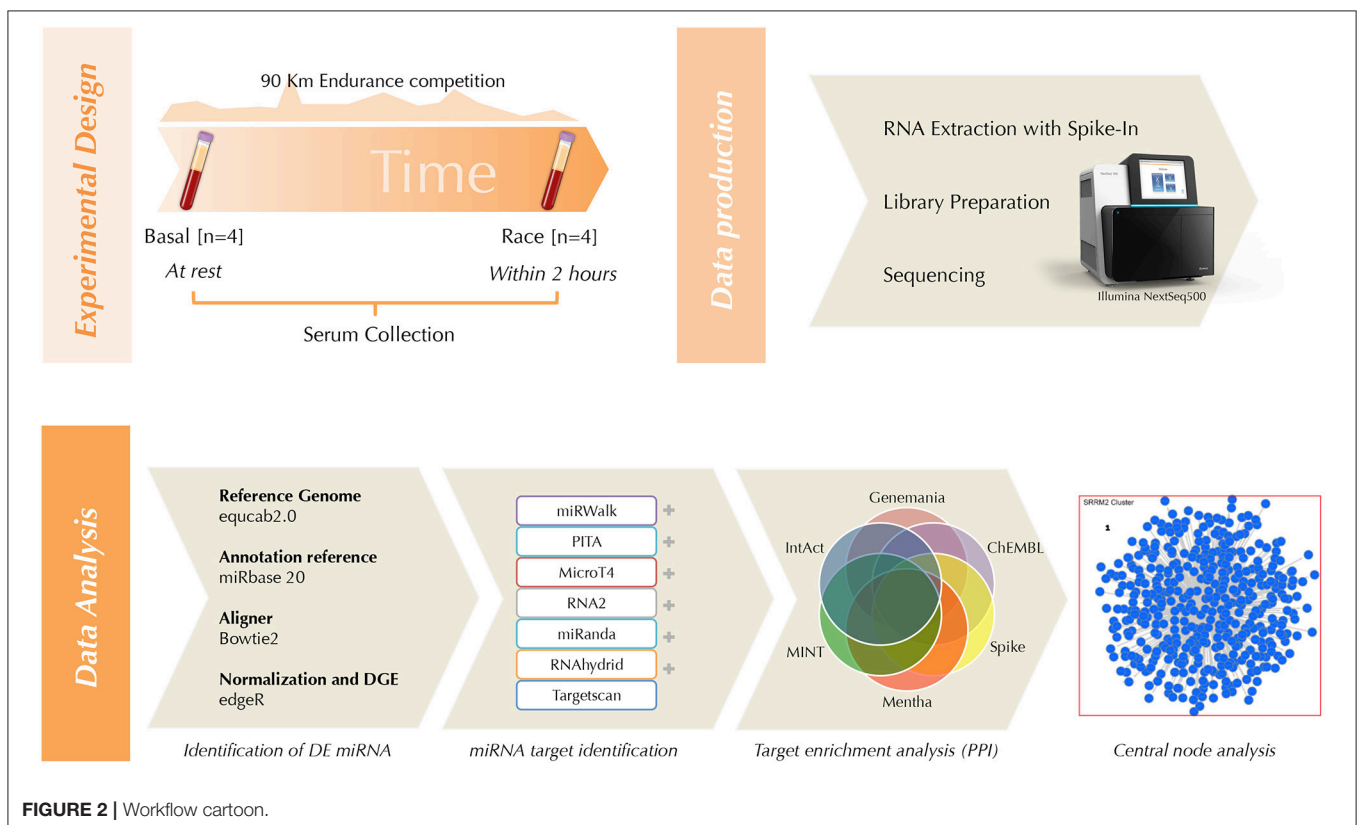 Experimental Design
90 Km Endurance competition
Time
Basal [n=4]
At rest
Race [n=4]
Within 2 hours
Serum Collection
Data production
RNA Extraction with Spike-In
Library Preparation
Sequencing
Illumina NextSeq500
Data Analysis
Reference Genome
equcab2.0
Annotation reference
miRbase 20
Aligner
Bowtie2
Normalization and DGE
edgeR
Identification of DE miRNA
miRWalk +
PITA +
MicroT4 +
RNA2 +
miRanda +
RNAhydrid +
Targetscan
miRNA target identification
Genemania
IntAct
ChEMBL
MINT
Spike
Mentha
Target enrichment analysis (PPI)
SRRM2 Cluster
1
Central node analysis
FIGURE 2 | Workflow cartoon.